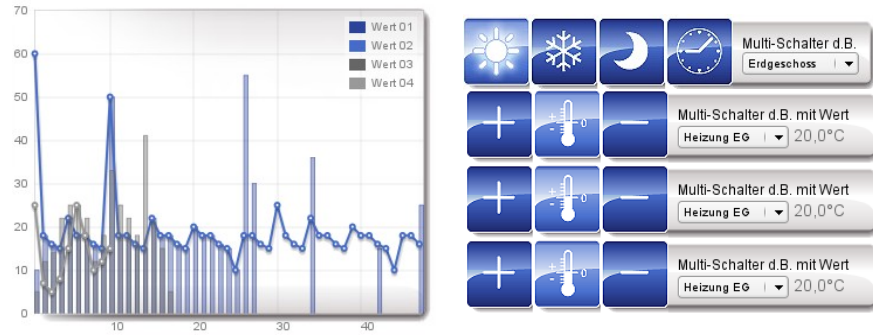 70
60
50
40
30
20
10
0
10
20
30
40
Wert 01
Wert 02
Wert 03
Wert 04
Multi-Schalter d.B.
Erdgeschoss
Multi-Schalter d.B. mit Wert
Heizung EG 20,0°C
Multi-Schalter d.B. mit Wert
Heizung EG 20,0°C
Multi-Schalter d.B. mit Wert
Heizung EG 20,0°C